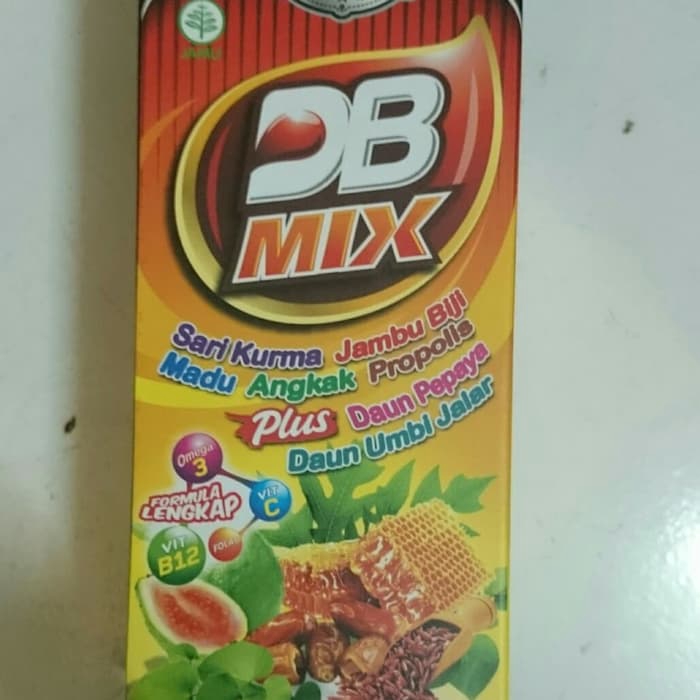 JAMU
DB
MIX
Sari Kurma Jambu Biji
Madu Angkak Propolis
Plus Daun Pepaya
Daun Umbi Jalar
Omega
3
FORMULA
LENGKAP
VIT
C
VIT
B12